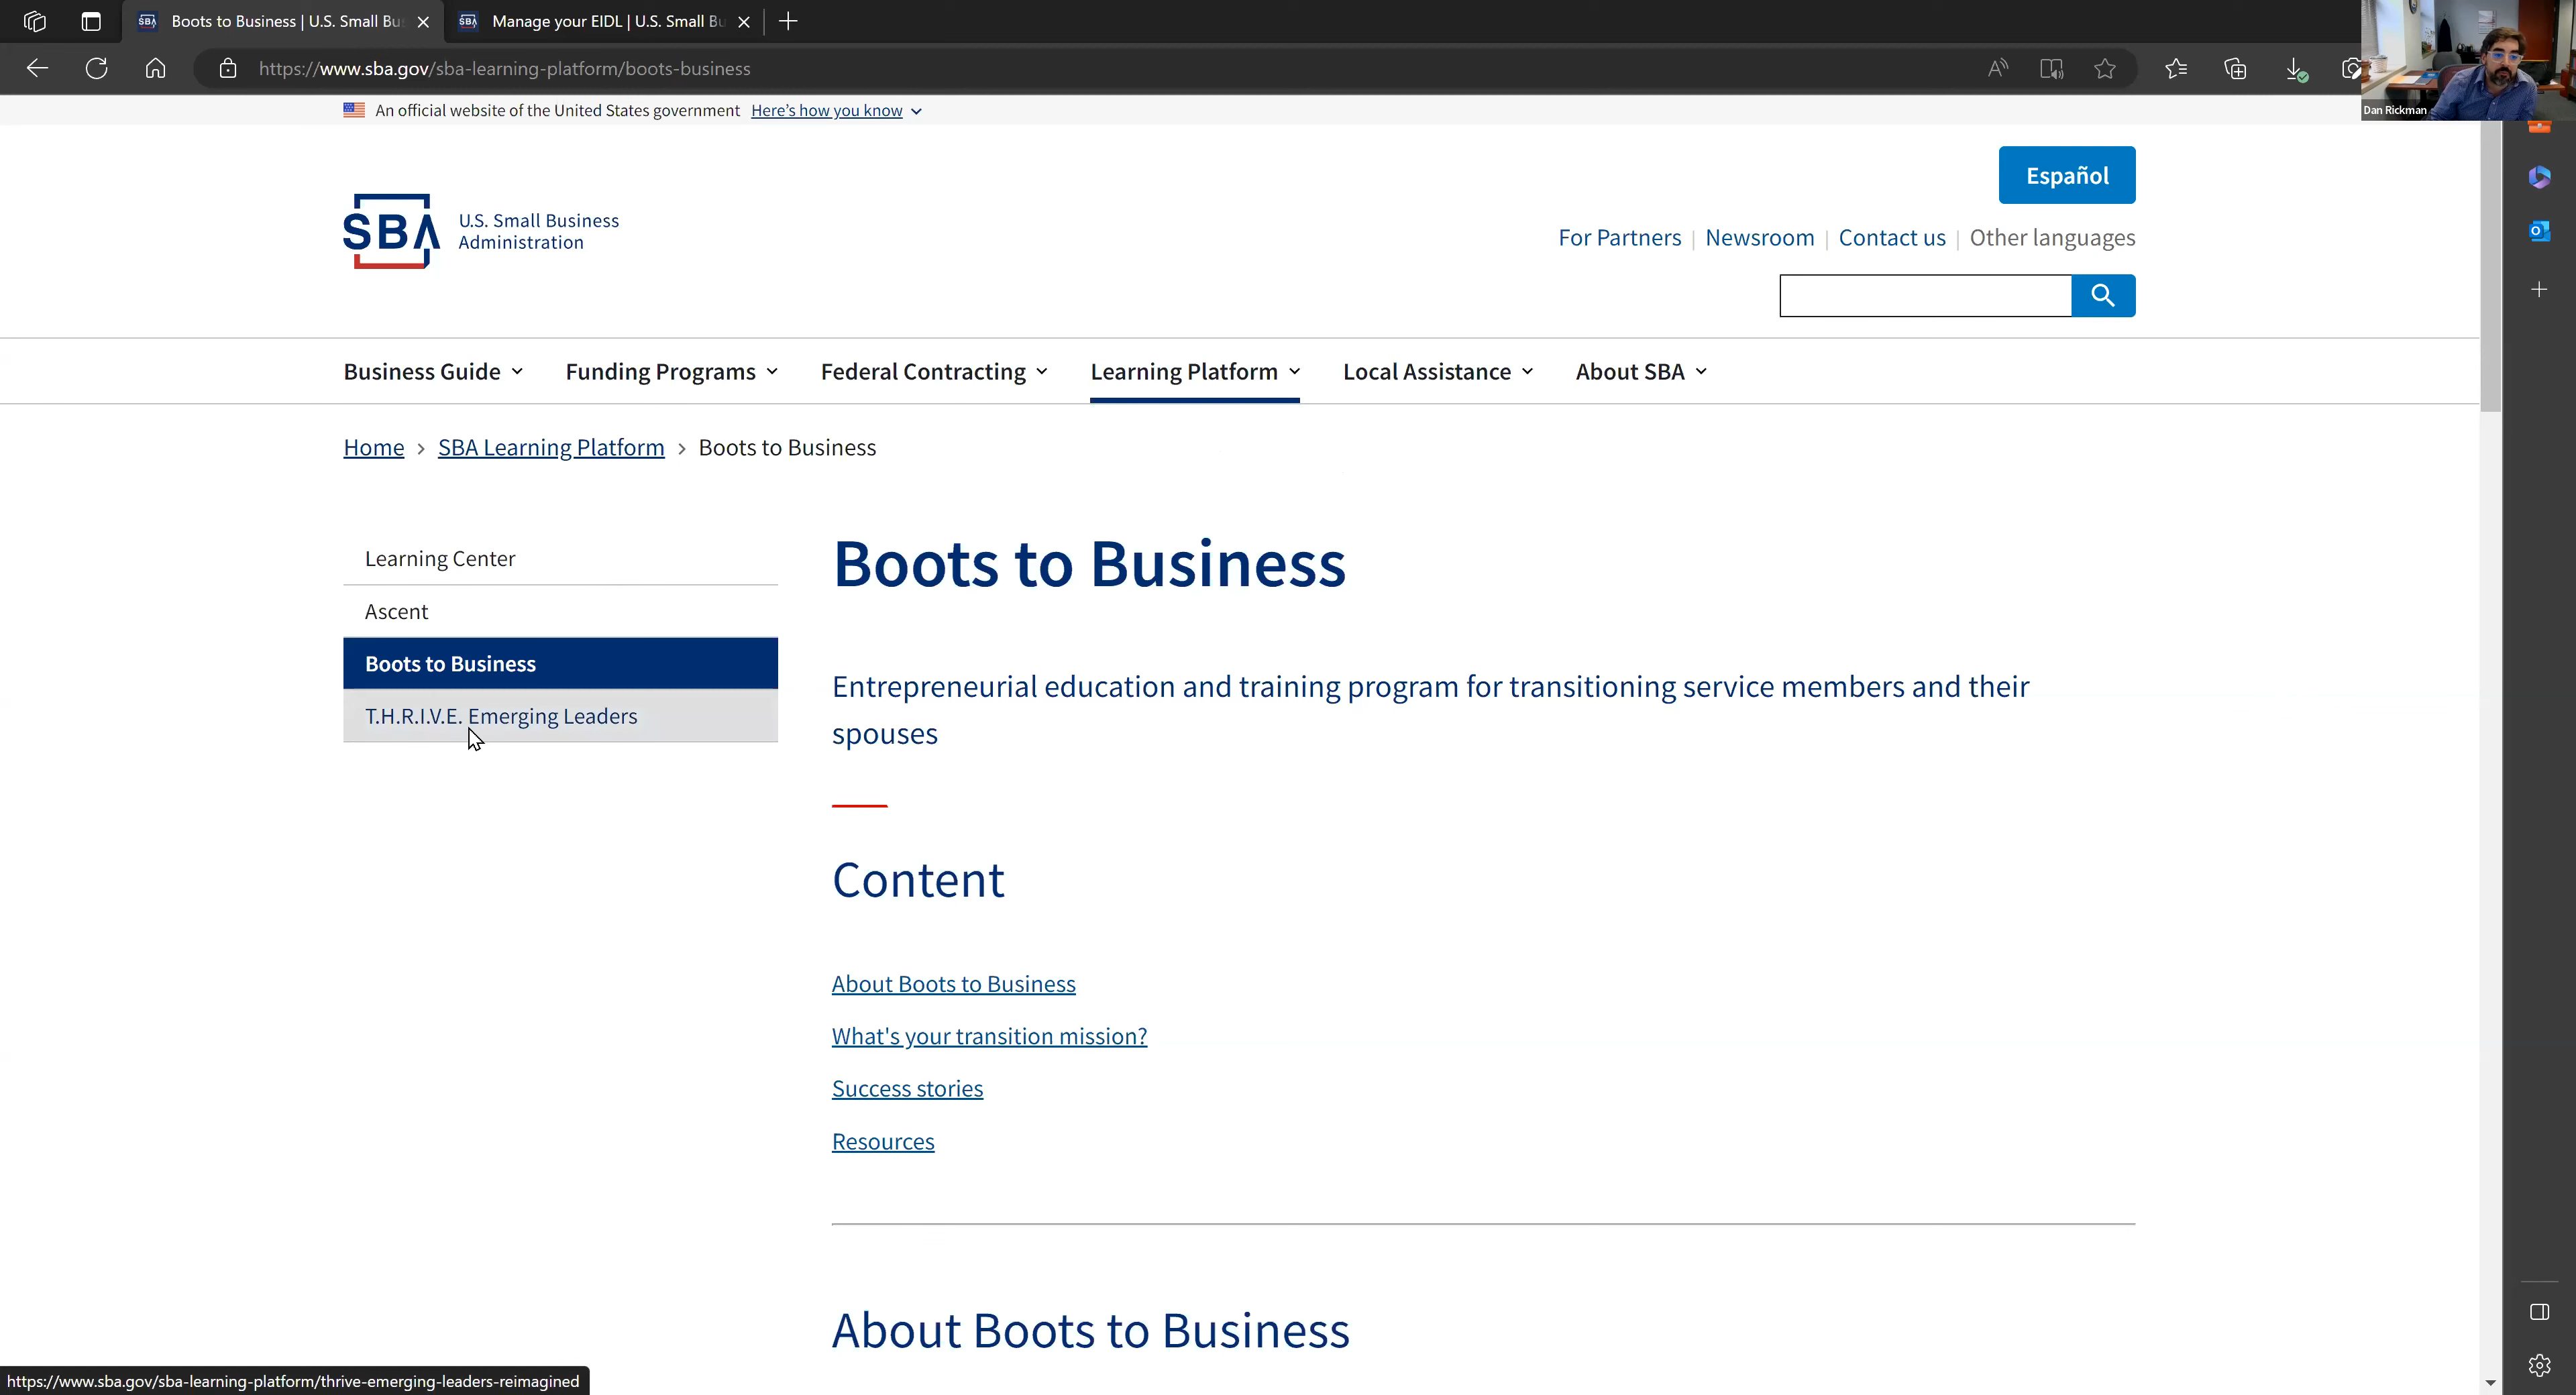 Boots to Business | U.S. Small Bu
Manage your EIDL | U.S. Small Bu
https://www.sba.gov/sba-learning-platform/boots-business
Dan Rickman
An official website of the United States government Here's how you know
SBA
U.S. Small Business
Administration
Español
For Partners | Newsroom | Contact us | Other languages
Business Guide
Funding Programs
Federal Contracting
Learning Platform
Local Assistance
About SBA
Home > SBA Learning Platform > Boots to Business
Learning Center
Ascent
Boots to Business
T.H.R.I.V.E. Emerging Leaders
Boots to Business
Entrepreneurial education and training program for transitioning service members and their
spouses
Content
About Boots to Business
What's your transition mission?
Success stories
Resources
About Boots to Business
https://www.sba.gov/sba-learning-platform/thrive-emerging-leaders-reimagined